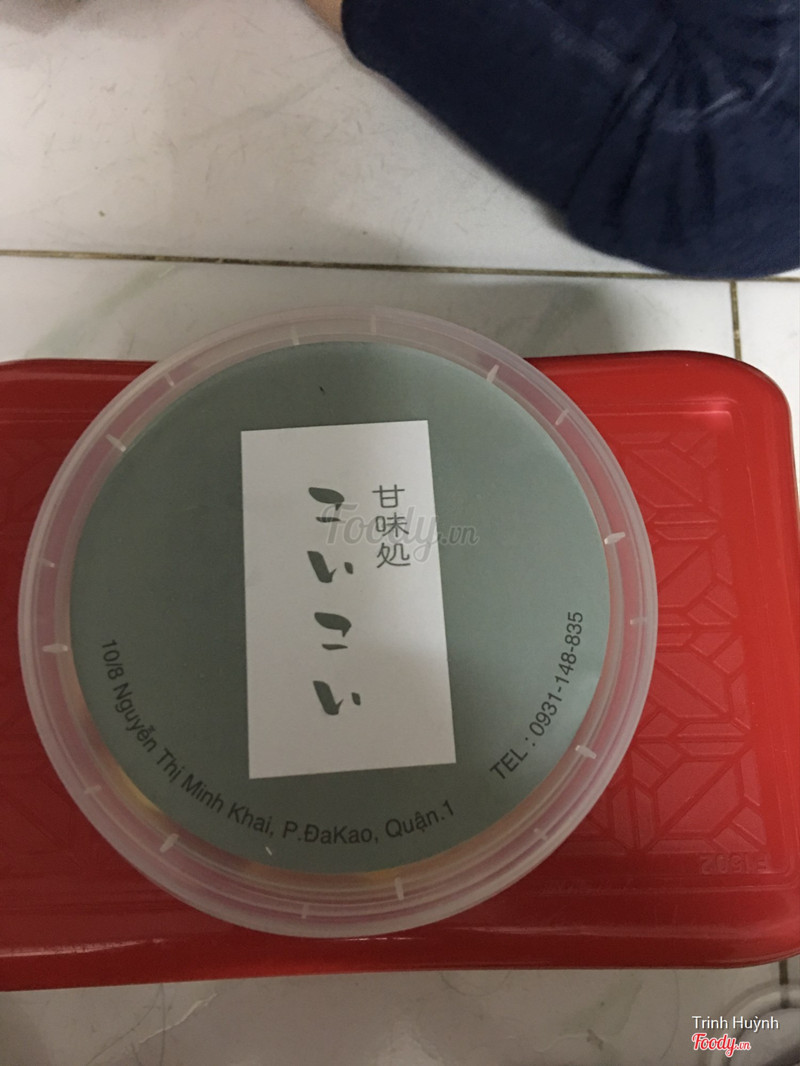 甘味処
こいこい
10/8 Nguyễn Thị Minh Khai, P.ĐaKao, Quận.1
TEL : 0931-148-835
Foody.vn
Trinh Huỳnh
Foody.vn